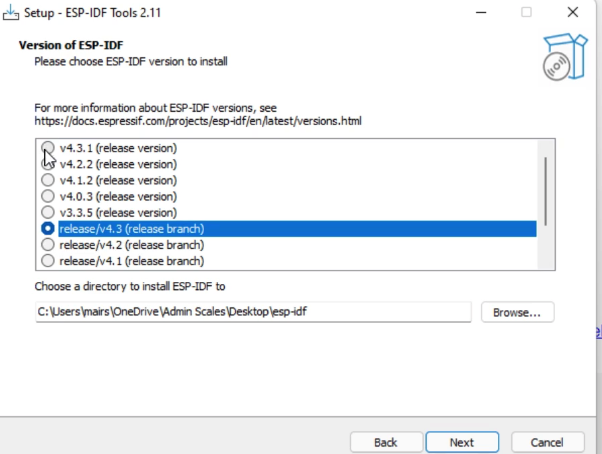 Setup - ESP-IDF Tools 2.11
Version of ESP-IDF
Please choose ESP-IDF version to install
For more information about ESP-IDF versions, see
https://docs.espressif.com/projects/esp-idf/en/latest/versions.html
v4.3.1 (release version)
v4.2.2 (release version)
v4.1.2 (release version)
v4.0.3 (release version)
v3.3.5 (release version)
release/v4.3 (release branch)
release/v4.2 (release branch)
release/v4.1 (release branch)
Choose a directory to install ESP-IDF to
C:\Users\mairs\OneDrive\Admin Scales\Desktop\esp-idf
Browse...
Back
Next
Cancel